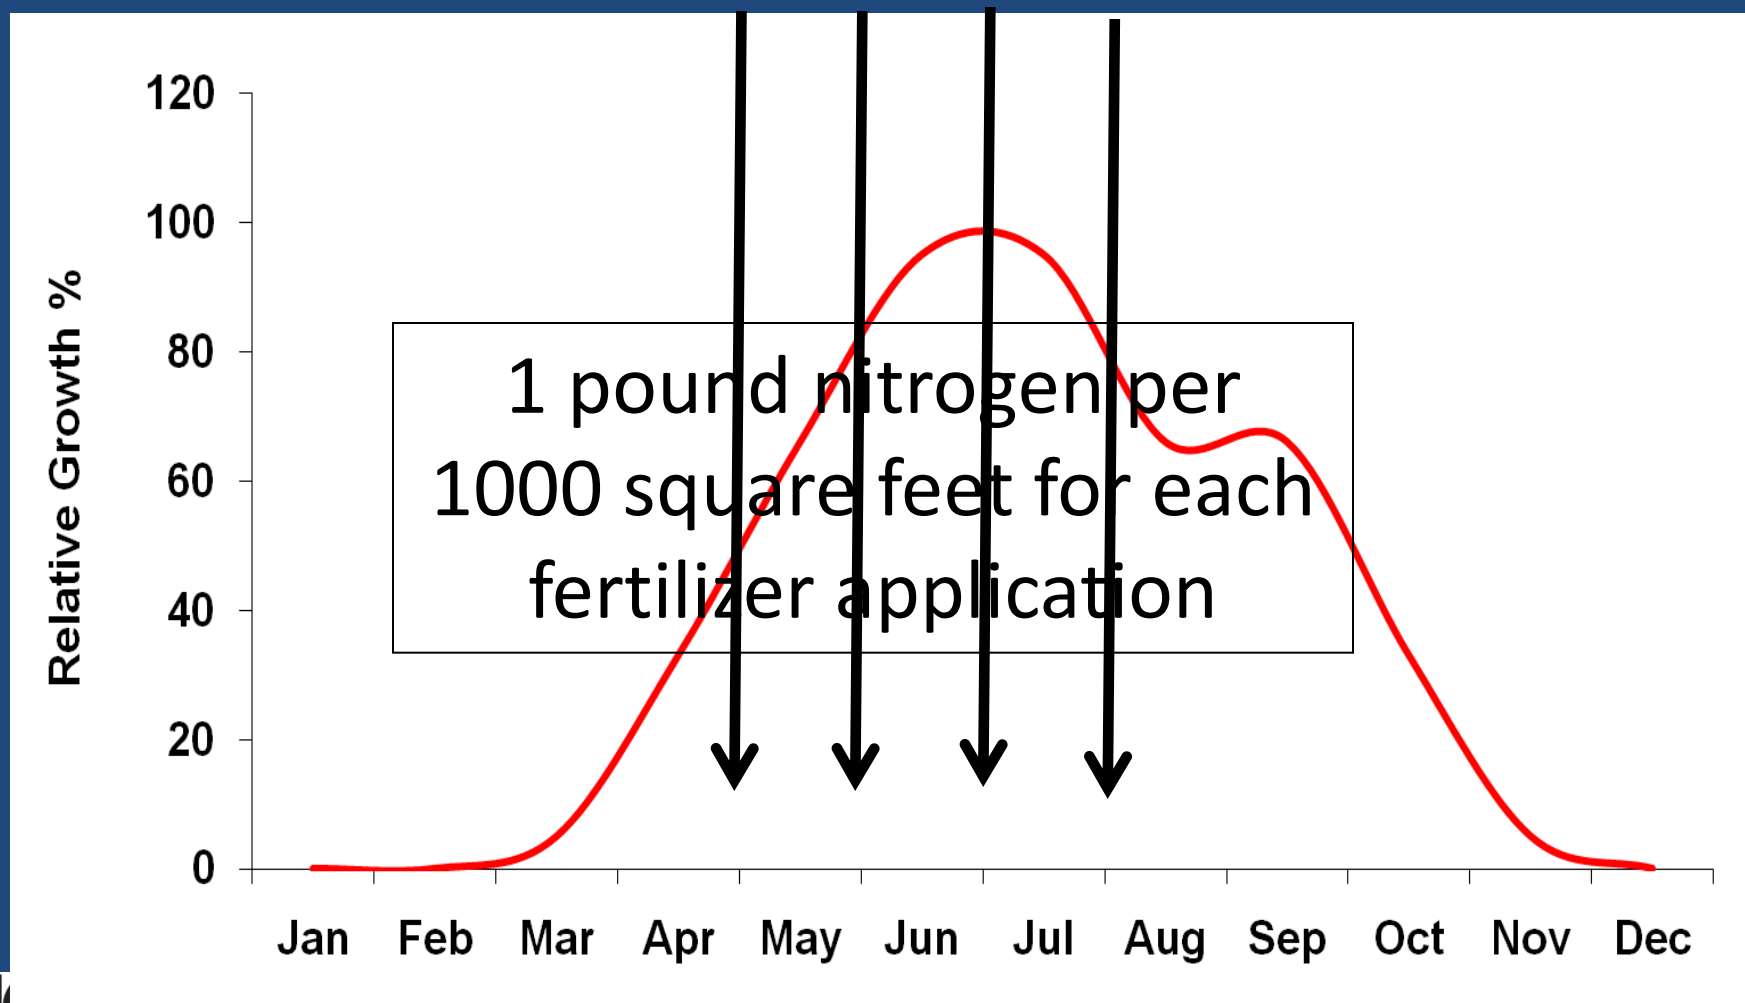 120
100
80
60
40
20
0
Relative Growth %
1 pound nitrogen per
1000 square feet for each
fertilizer application
Jan Feb Mar Apr May Jun Jul Aug Sep Oct Nov Dec